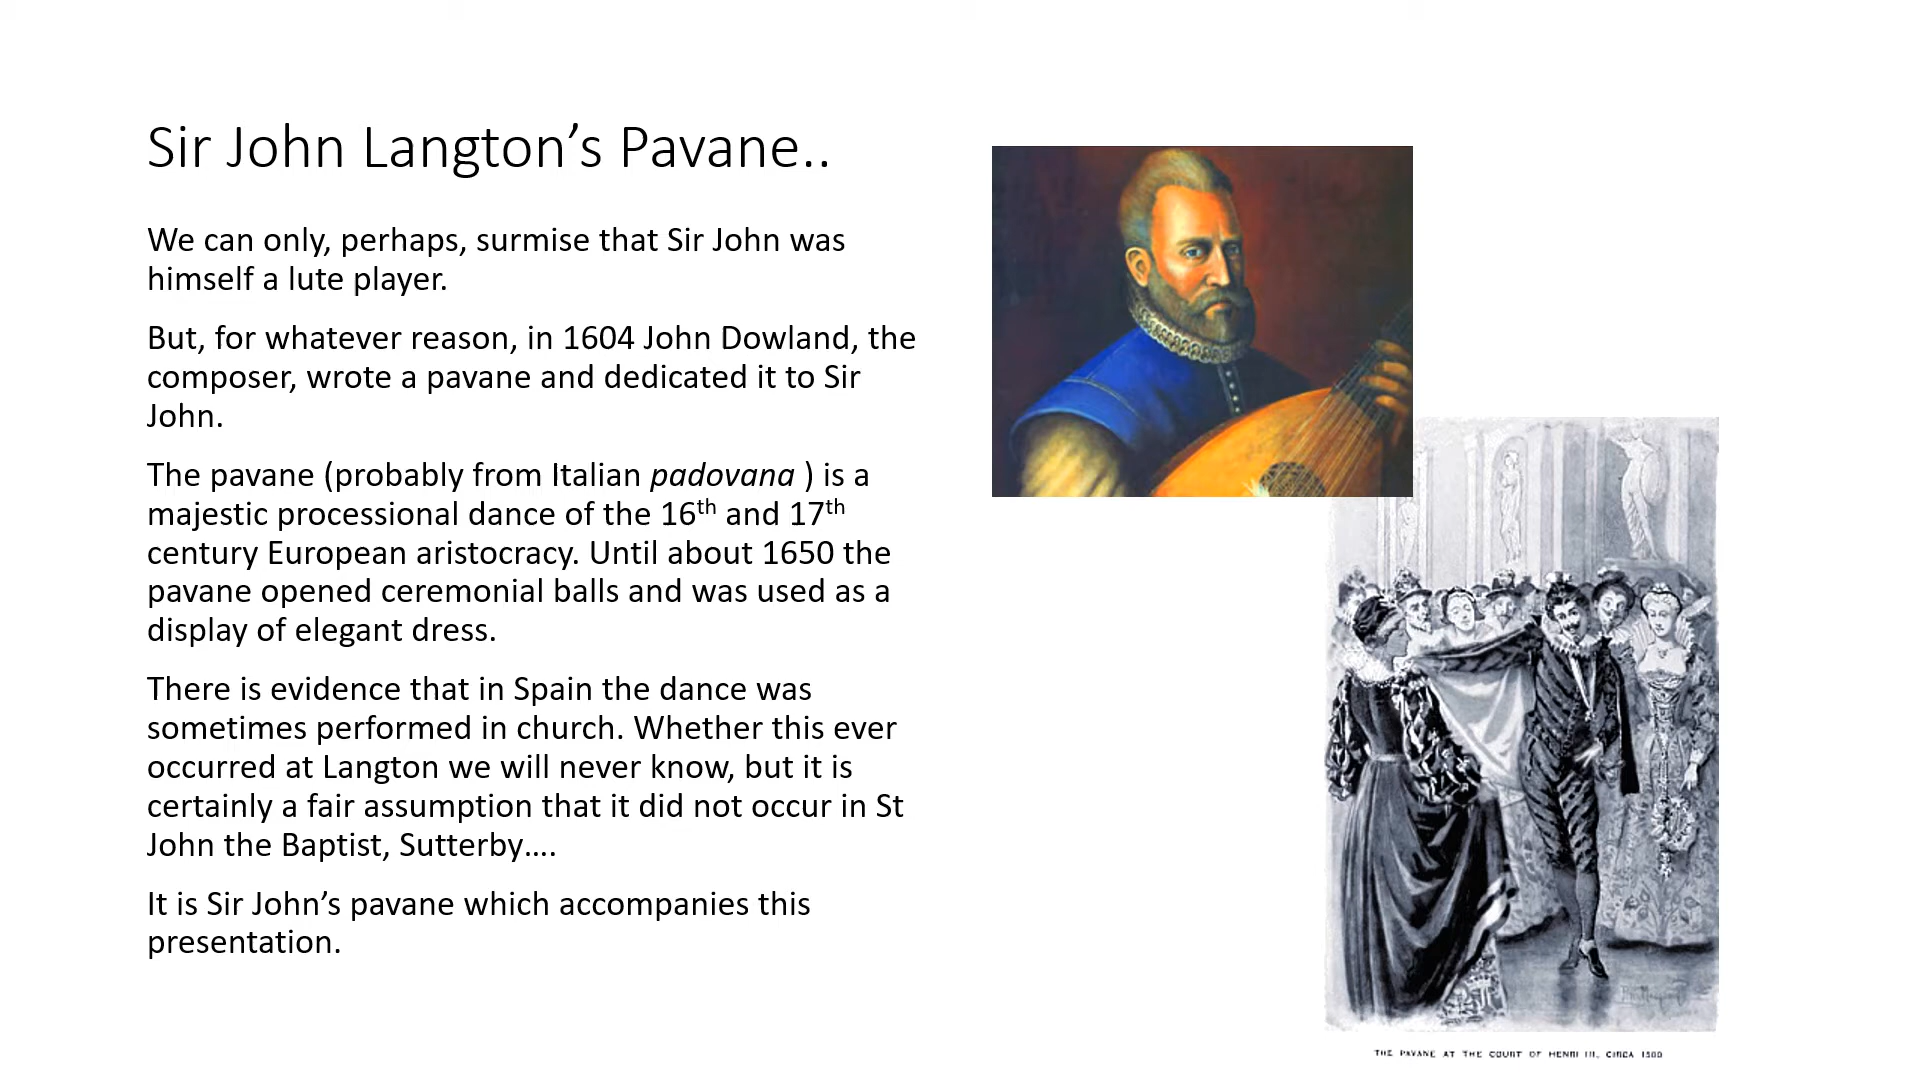 Sir John Langton’s Pavane..
We can only, perhaps, surmise that Sir John was
himself a lute player.
But, for whatever reason, in 1604 John Dowland, the
composer, wrote a pavane and dedicated it to Sir
John.
The pavane (probably from Italian padovana ) is a
majestic processional dance of the 16th and 17th
century European aristocracy. Until about 1650 the
pavane opened ceremonial balls and was used as a
display of elegant dress.
There is evidence that in Spain the dance was
sometimes performed in church. Whether this ever
occurred at Langton we will never know, but it is
certainly a fair assumption that it did not occur in St
John the Baptist, Sutterby….
It is Sir John’s pavane which accompanies this
presentation.
THE PAVANE AT THE COURT OF HENRI III, CIRCA